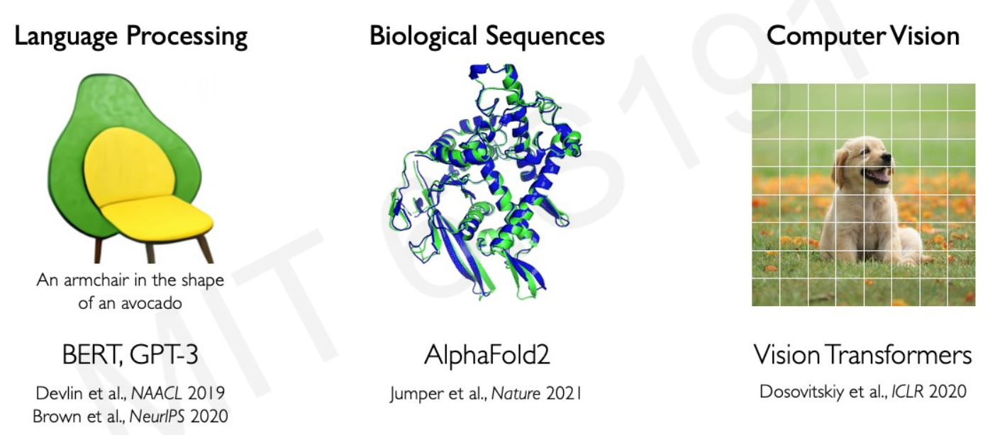 Language Processing
An armchair in the shape
of an avocado
BERT, GPT-3
Devlin et al., NAACL 2019
Brown et al., NeurIPS 2020
Biological Sequences
AlphaFold2
Jumper et al., Nature 2021
Computer Vision
Vision Transformers
Dosovitskiy et al., ICLR 2020
MIT 6.S191